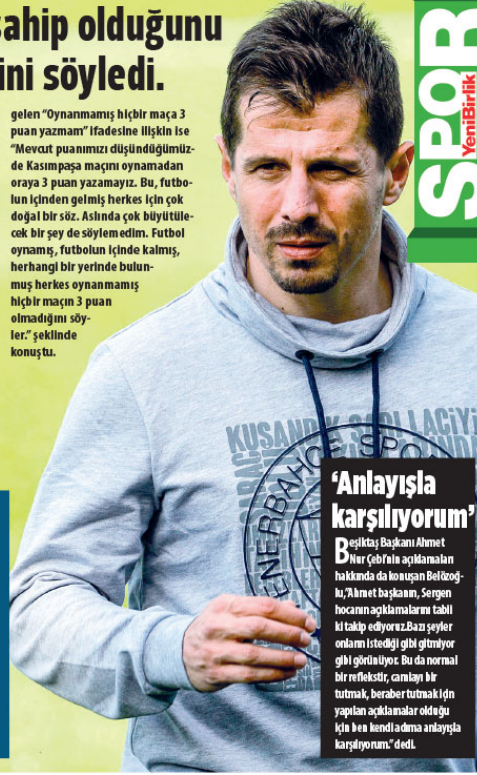 sahip olduğunu
ini söyledi.
gelen “Oynanmamış hiçbir maça 3
puan yazmam” ifadesine ilişkin ise
“Mevcut puanımızı düşündüğümüz-
de Kasımpaşa maçını oynamadan
oraya 3 puan yazamayız. Bu, futbo-
lun içinden gelmiş herkes için çok
doğal bir söz. Aslında çok büyütüle-
cek bir şey de söylemedim. Futbol
oynamış, futbolun içinde kalmış,
herhangi bir yerinde bulun-
muş herkes oynanmamış
hiçbir maçın 3 puan
olmadığını söy-
ler.” şeklinde
konuştu.
SPOR
YeniBirlik
KUŞANDIK SARI LACİVİ
ENERBAHÇE SPO
‘Anlayışla
karşılıyorum’
Beşiktaş Başkanı Ahmet
Nur Çebi’nin açıklamaları
hakkında da konuşan Belözoğ-
lu,“Ahmet başkanın, Sergen
hocanın açıklamalarını tabii
ki takip ediyoruz.Bazı şeyler
onların istediği gibi gitmiyor
gibi görünüyor. Bu da normal
bir reflekstir, camiayı bir
tutmak, beraber tutmak için
yapılan açıklamalar olduğu
için ben kendi adıma anlayışla
karşılıyorum.” dedi.